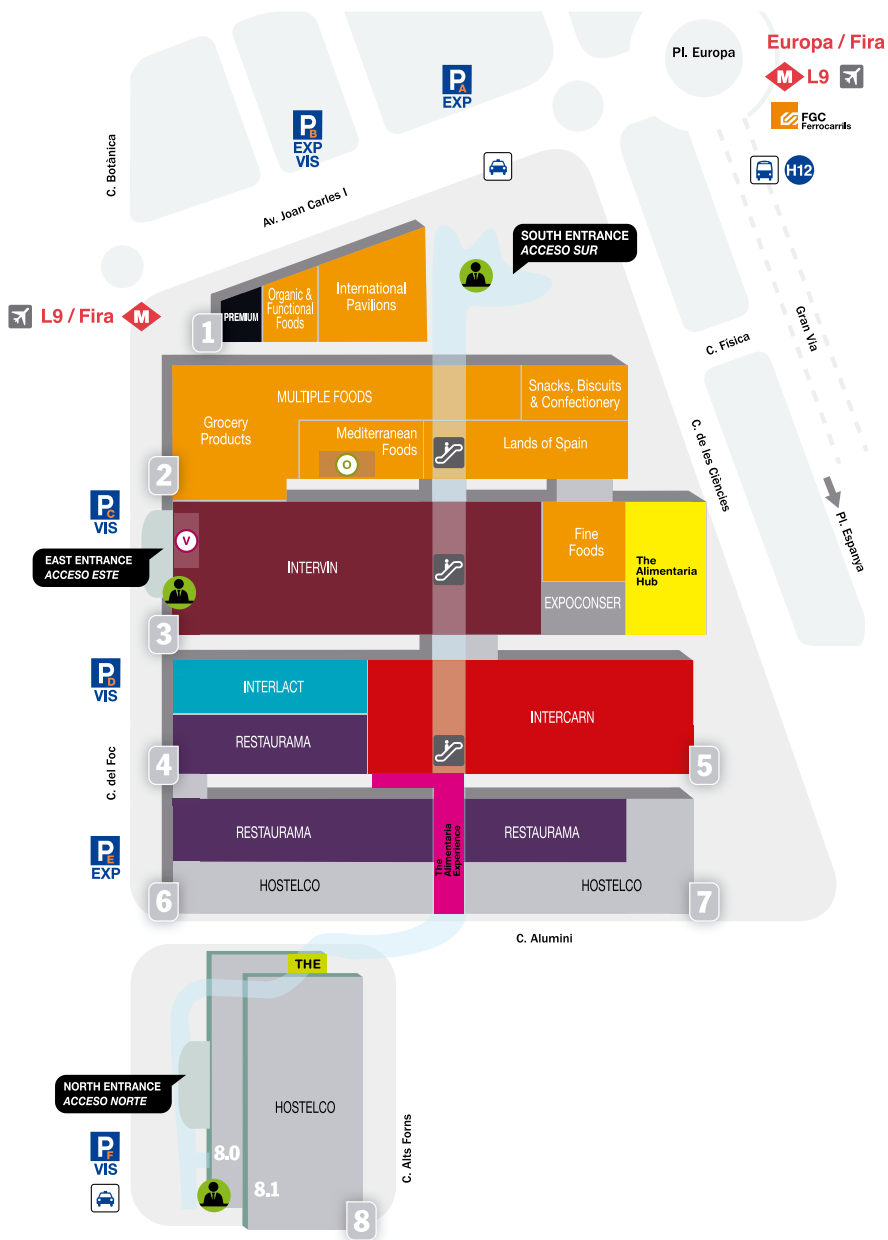 Europa / Fira
Pl. Europa
M L9
FGC
Ferrocarrils
P A
EXP
P B
EXP
VIS
H12
C. Botànica
Av. Joan Carles I
SOUTH ENTRANCE
ACCESO SUR
Gran Via
C. Física
C. de les Ciències
Pl. Espanya
L9 / Fira M
PREMIUM
Organic &
Functional
Foods
International
Pavilions
1
MULTIPLE FOODS
Snacks, Biscuits
& Confectionery
Grocery
Products
Mediterranean
Foods
O
Lands of Spain
2
P C
VIS
V
EAST ENTRANCE
ACCESO ESTE
INTERVIN
Fine
Foods
EXPOCONSER
The
Alimentaria
Hub
3
P D
VIS
INTERLACT
RESTAURAMA
INTERCARN
4
5
C. del Foc
P E
EXP
RESTAURAMA
The
Alimentaria
Experience
RESTAURAMA
HOSTELCO
HOSTELCO
6
7
C. Alumini
THE
NORTH ENTRANCE
ACCESO NORTE
HOSTELCO
P F
VIS
8.0
8.1
8
C. Alts Forns